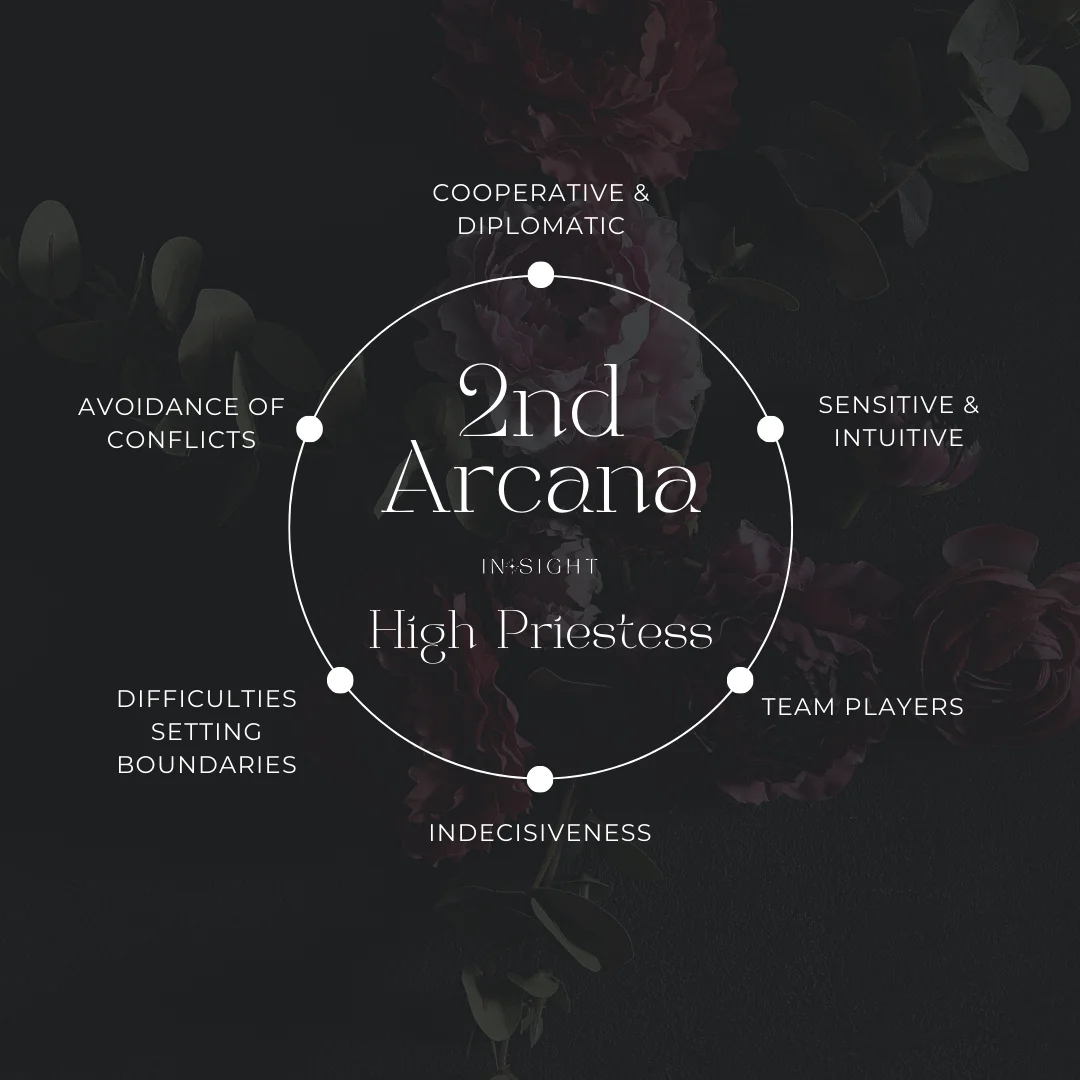 COOPERATIVE &
DIPLOMATIC
AVOIDANCE OF
CONFLICTS
SENSITIVE &
INTUITIVE
2nd
Arcana
IN SIGHT
High Priestess
DIFFICULTIES
SETTING
BOUNDARIES
TEAM PLAYERS
INDECISIVENESS